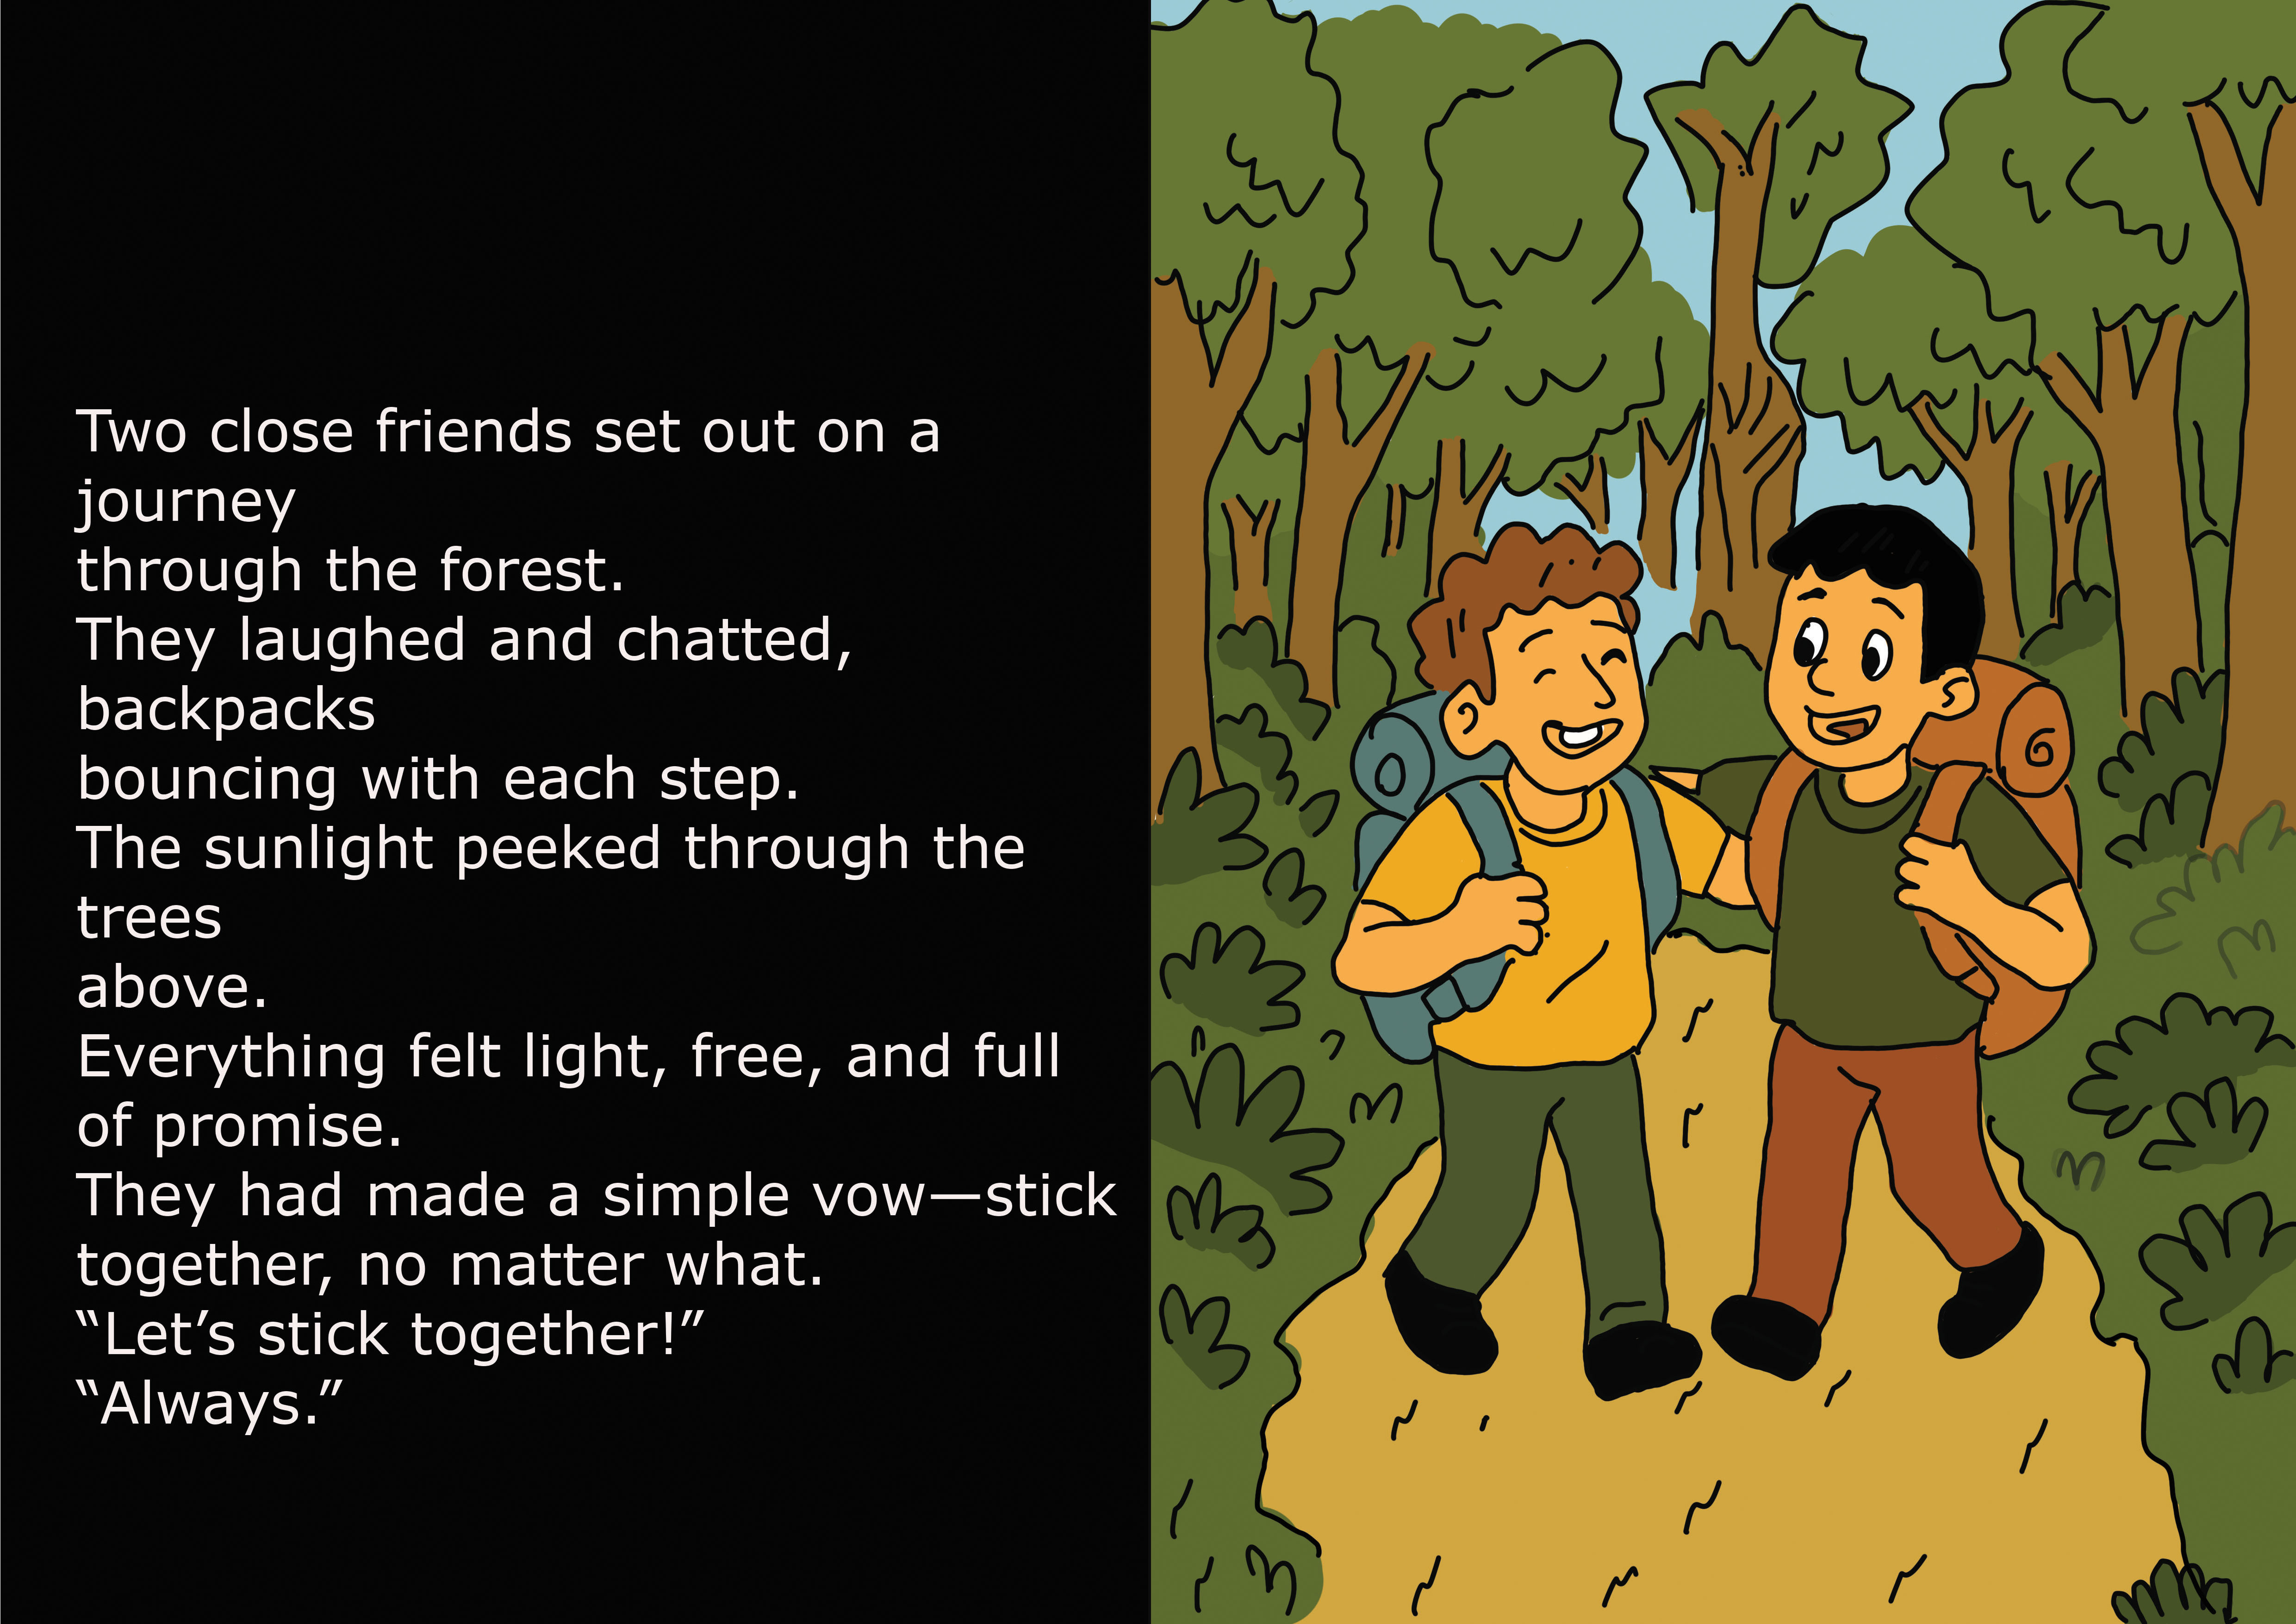 Two close friends set out on a
journey
through the forest.
They laughed and chatted,
backpacks
bouncing with each step.
The sunlight peeked through the
trees
above.
Everything felt light, free, and full
of promise.
They had made a simple vow—stick
together, no matter what.
“Let’s stick together!”
“Always.”